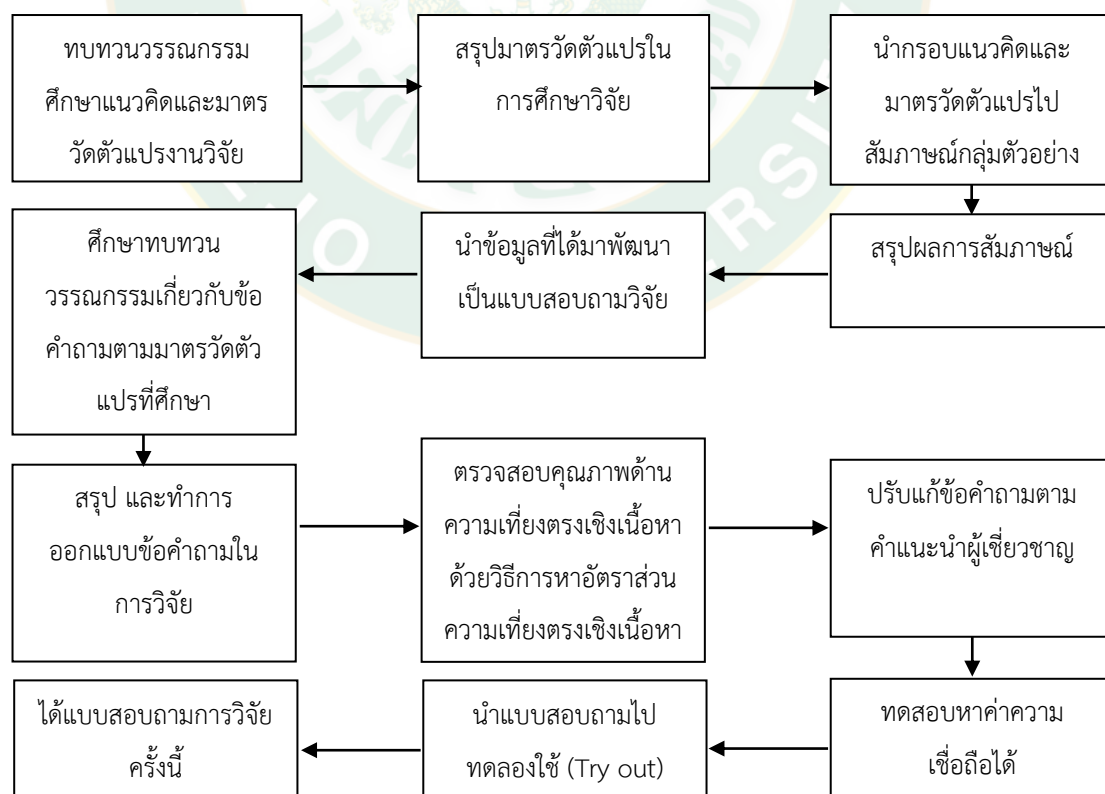 ทบทวนวรรณกรรม
ศึกษาแนวคิดและมาตร
วัดตัวแปรงานวิจัย
สรุปมาตรวัดตัวแปรใน
การศึกษาวิจัย
นำกรอบแนวคิดและ
มาตรวัดตัวแปรไป
สัมภาษณ์กลุ่มตัวอย่าง
สรุปผลการสัมภาษณ์
นำข้อมูลที่ได้มาพัฒนา
เป็นแบบสอบถามวิจัย
ศึกษาทบทวน
วรรณกรรมเกี่ยวกับข้อ
คำถามตามมาตรวัดตัว
แปรที่ศึกษา
สรุป และทำการ
ออกแบบข้อคำถามใน
การวิจัย
ตรวจสอบคุณภาพด้าน
ความเที่ยงตรงเชิงเนื้อหา
ด้วยวิธีการหาอัตราส่วน
ความเที่ยงตรงเชิงเนื้อหา
ปรับแก้ข้อคำถามตาม
คำแนะนำผู้เชี่ยวชาญ
ทดสอบหาค่าความ
เชื่อถือได้
นำแบบสอบถามไป
ทดลองใช้ (Try out)
ได้แบบสอบถามการวิจัย
ครั้งนี้